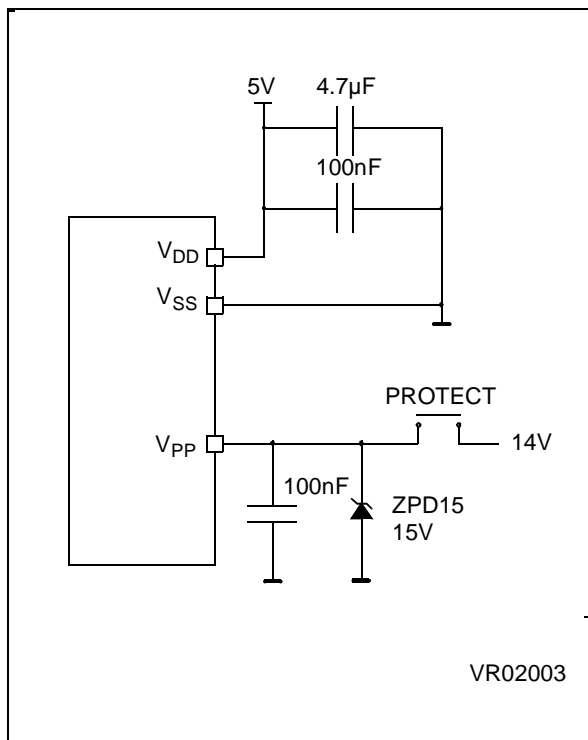 5V
4.7µF
100nF
VDD
VSS
PROTECT
VPP
14V
100nF
ZPD15
15V
VR02003